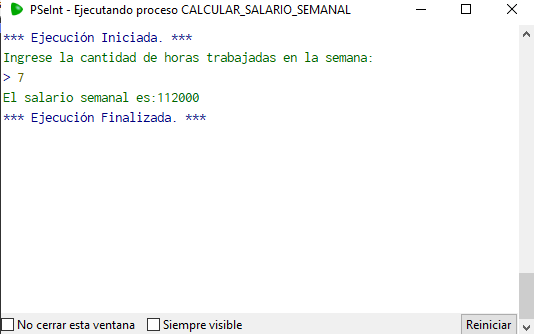 PSeInt - Ejecutando proceso CALCULAR_SALARIO_SEMANAL
*** Ejecución Iniciada. ***
Ingrese la cantidad de horas trabajadas en la semana:
> 7
El salario semanal es:112000
*** Ejecución Finalizada. ***
No cerrar esta ventana Siempre visible Reiniciar